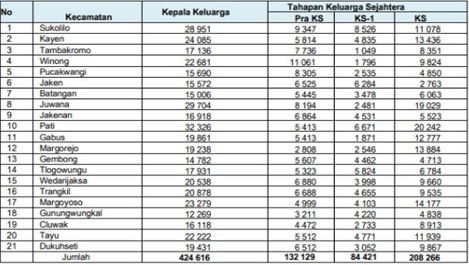 No Kecamatan Kepala Keluarga Tahapan Keluarga Sejahtera
Pra KS KS-1 KS
1 Sukolilo 28 951 9 347 8 526 11 078
2 Kayen 24 085 5 814 4 835 13 436
3 Tambakromo 17 136 7 736 1 049 8 351
4 Winong 22 681 11 061 1 796 9 824
5 Pucakwangi 15 690 8 305 2 535 4 850
6 Jaken 15 572 6 525 6 284 2 763
7 Batangan 15 006 5 445 3 478 6 063
8 Juwana 29 704 8 194 2 481 19 029
9 Jakenan 16 918 6 864 4 531 5 523
10 Pati 32 326 5 413 6 671 20 242
11 Gabus 19 861 5 413 1 871 12 777
12 Margorejo 19 238 2 808 2 546 13 884
13 Gembong 14 782 5 607 4 462 4 713
14 Tlogowungu 17 931 5 323 5 824 6 784
15 Wedarijaksa 20 538 6 880 3 998 9 660
16 Trangkil 20 878 6 688 4 655 9 535
17 Margoyoso 23 279 4 999 4 103 14 177
18 Gunungwungkal 12 269 3 211 4 220 4 838
19 Cluwak 16 118 4 472 2 733 8 913
20 Tayu 22 222 5 512 4 771 11 939
21 Dukuhseti 19 431 6 512 3 052 9 867
Jumlah 424 616 132 129 84 421 208 266